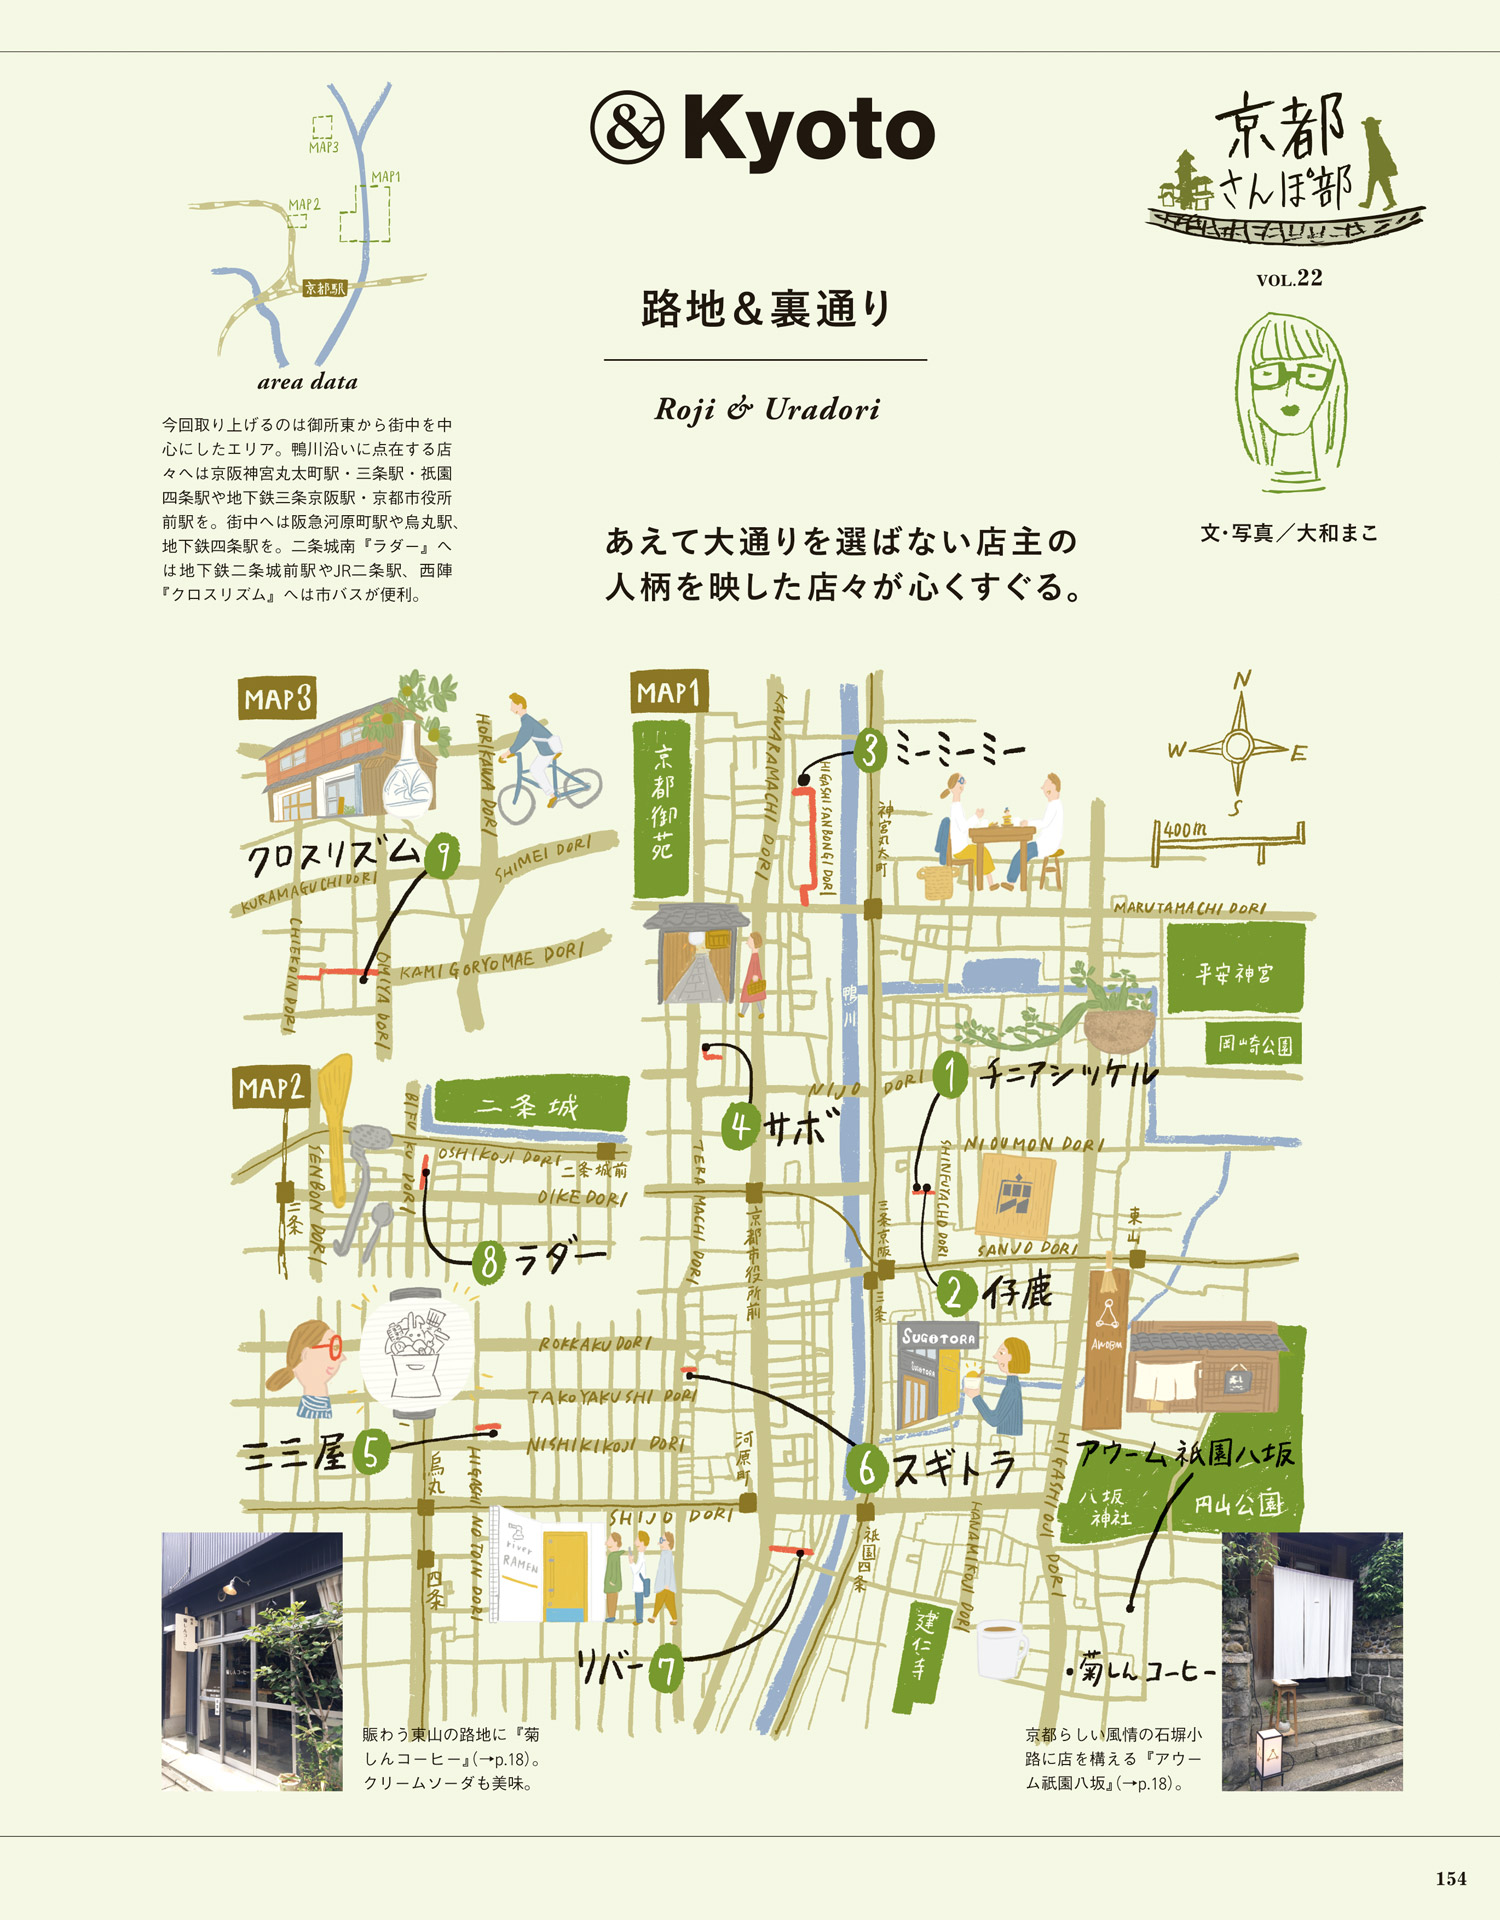 & Kyoto
京都
さんぽ部
VOL.22
文・写真／大和まこ
MAP3
MAP1
MAP2
京都駅
area data
今回取り上げるのは御所東から街中を中
心にしたエリア。鴨川沿いに点在する店
々へは京阪神宮丸太町駅・三条駅・祇園
四条駅や地下鉄三条京阪駅・京都市役所
前駅を。街中へは阪急河原町駅や烏丸駅、
地下鉄四条駅を。二条城南『ラダー』へ
は地下鉄二条城前駅やJR二条駅、西陣
『クロスリズム』へは市バスが便利。
路地＆裏通り
Roji & Uradori
あえて大通りを選ばない店主の
人柄を映した店々が心くすぐる。
MAP3
HORIKAWA DORI
クロスリズム 9
SHIMEI DORI
KURAMAGUCHI DORI
CHIEKOIN DORI
OMIYA DORI
KAMIGORYOMAE DORI
MAP2
二条城
BIFUKU DORI
OSHIKOJI DORI
二条城前
OIKE DORI
SENBON DORI
二条
8 ラダー
MAP1
京都御苑
KAWARAMACHI DORI
HIGASHISANBONGI DORI
3 ミーミーミー
神宮丸太町
N
W
E
S
400m
MARUTAMACHI DORI
平安神宮
岡崎公園
鴨川
NIJO DORI
1 チニアシツケル
4 サボ
NIOUMON DORI
SHINFUYACHO DORI
TERAMACHI DORI
京都市役所前
三条京阪
三条
SANJO DORI
東山
2 仔鹿
SUGITORA
SUGITORA
AWOBM
ROKKAKU DORI
TAKOYAKUSHI DORI
NISHIKIKOJI DORI
三三屋 5
烏丸
HIGASHINOTOIN DORI
河原町
6 スギトラ
HIGASHIOJI DORI
アウーム祇園八坂
八坂
神社
円山公園
SHIJO DORI
四条
river
RAMEN
祇園四条
HANAMIKOJI DORI
建仁寺
リバー 7
・菊しんコーヒー
菊しんコーヒー
賑わう東山の路地に『菊
しんコーヒー』（→p.18）。
クリームソーダも美味。
京都らしい風情の石塀小
路に店を構える『アウー
ム祇園八坂』（→p.18）。
154